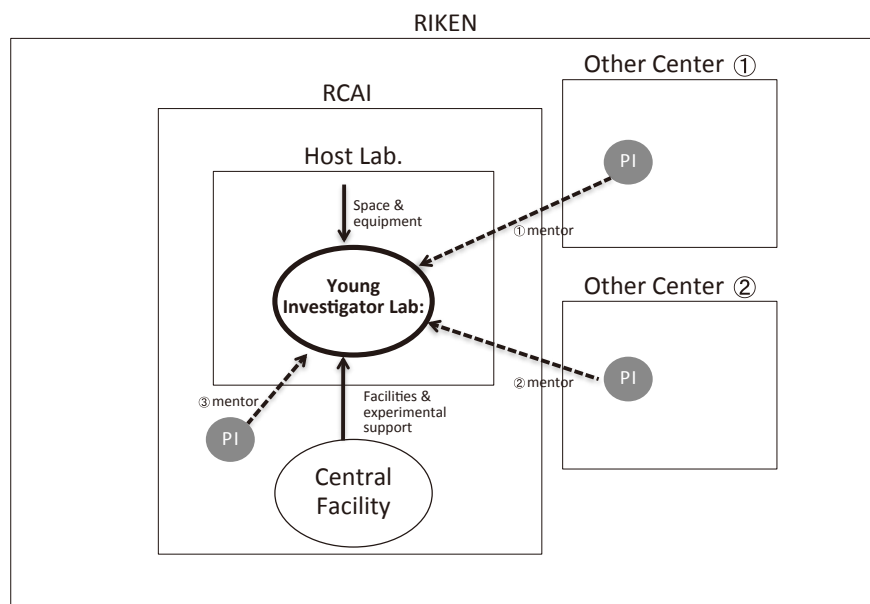 RIKEN
Other Center ①
RCAI
PI
Host Lab.
Space &
equipment
①mentor
Young
Investigator Lab:
Other Center ②
PI
②mentor
③mentor
Facilities &
experimental
support
PI
Central
Facility